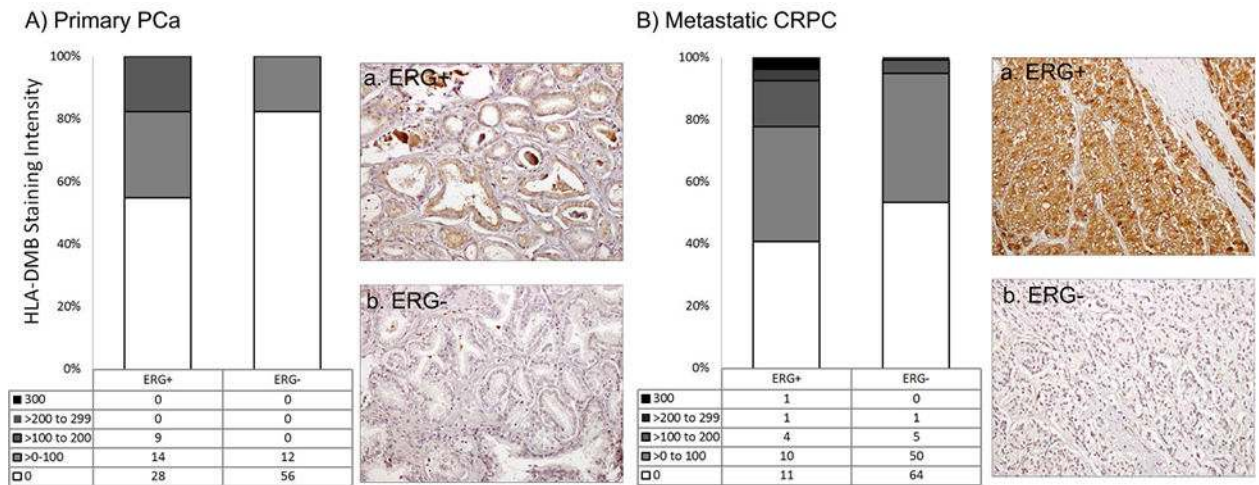 A) Primary PCa
HLA-DMB Staining Intensity
100%
80%
60%
40%
20%
0%
a. ERG+
b. ERG-
ERG+ ERG-
300 0 0
>200 to 299 0 0
>100 to 200 9 0
>0-100 14 12
0 28 56
B) Metastatic CRPC
100%
80%
60%
40%
20%
0%
a. ERG+
b. ERG-
ERG+ ERG-
300 1 0
>200 to 299 1 1
>100 to 200 4 5
>0 to 100 10 50
0 11 64